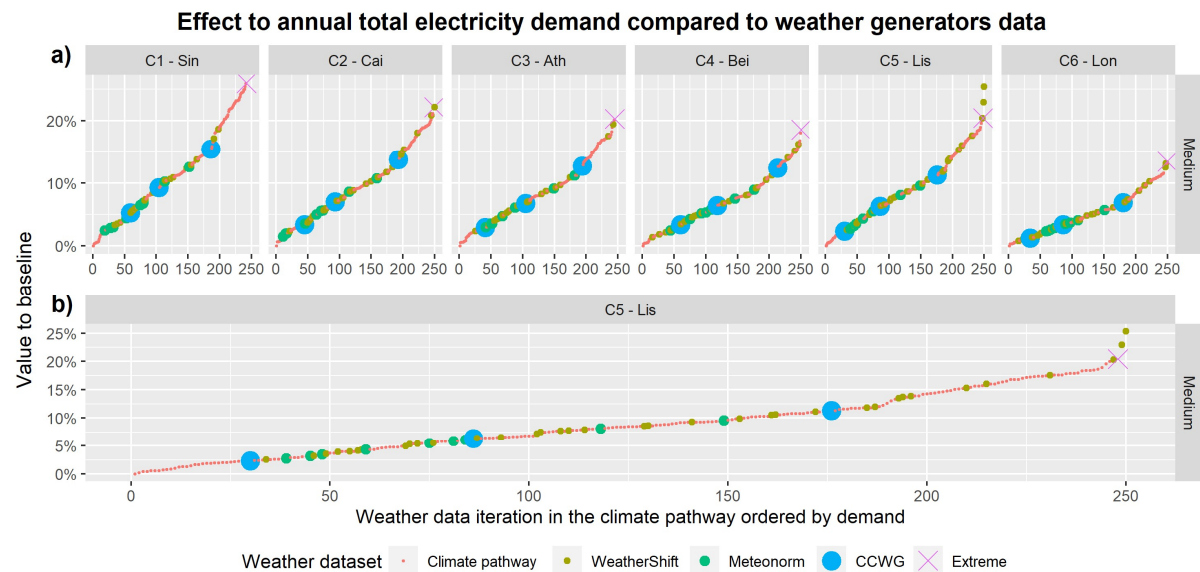 Effect to annual total electricity demand compared to weather generators data
a)
C1 - Sin
C2 - Cai
C3 - Ath
C4 - Bei
C5 - Lis
C6 - Lon
20%
10%
0%
Medium
0 50 100 150 200 250
0 50 100 150 200 250
0 50 100 150 200 250
0 50 100 150 200 250
0 50 100 150 200 250
0 50 100 150 200 250
Value to baseline
b)
C5 - Lis
25%
20%
15%
10%
5%
0%
Medium
0 50 100 150 200 250
Weather data iteration in the climate pathway ordered by demand
Weather dataset Climate pathway WeatherShift Meteonorm CCWG Extreme